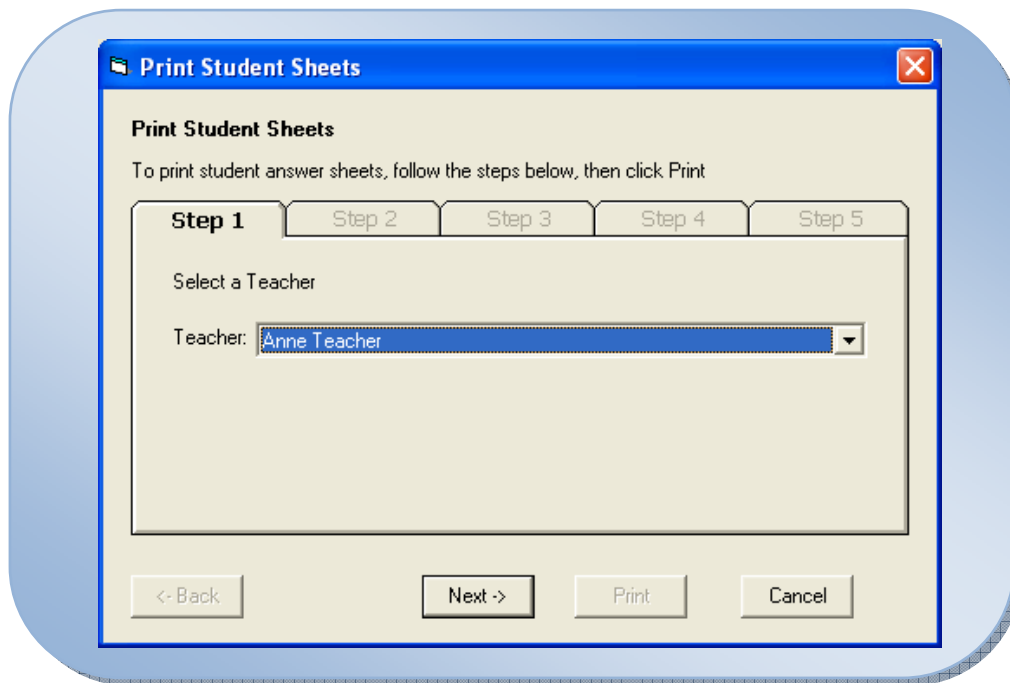 Print Student Sheets
Print Student Sheets
To print student answer sheets, follow the steps below, then click Print
Step 1 Step 2 Step 3 Step 4 Step 5
Select a Teacher
Teacher: Anne Teacher
<- Back Next -> Print Cancel